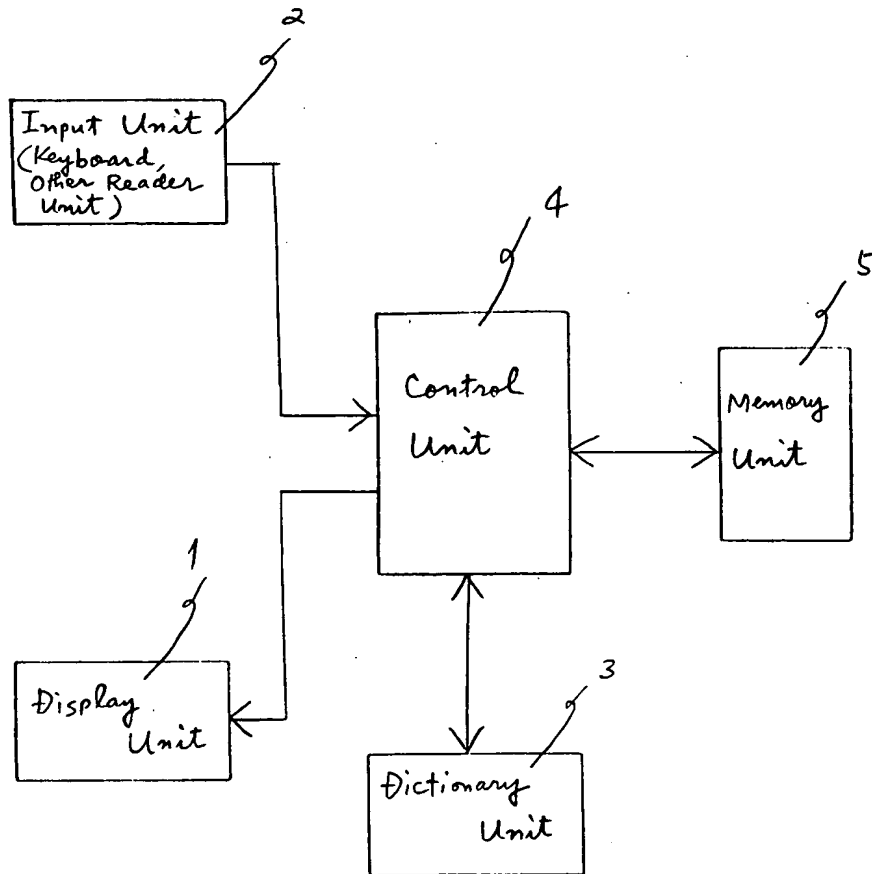 2
Input Unit
(Keyboard,
Other Reader
Unit)
4
Control
Unit
5
Memory
Unit
1
Display
Unit
3
Dictionary
Unit